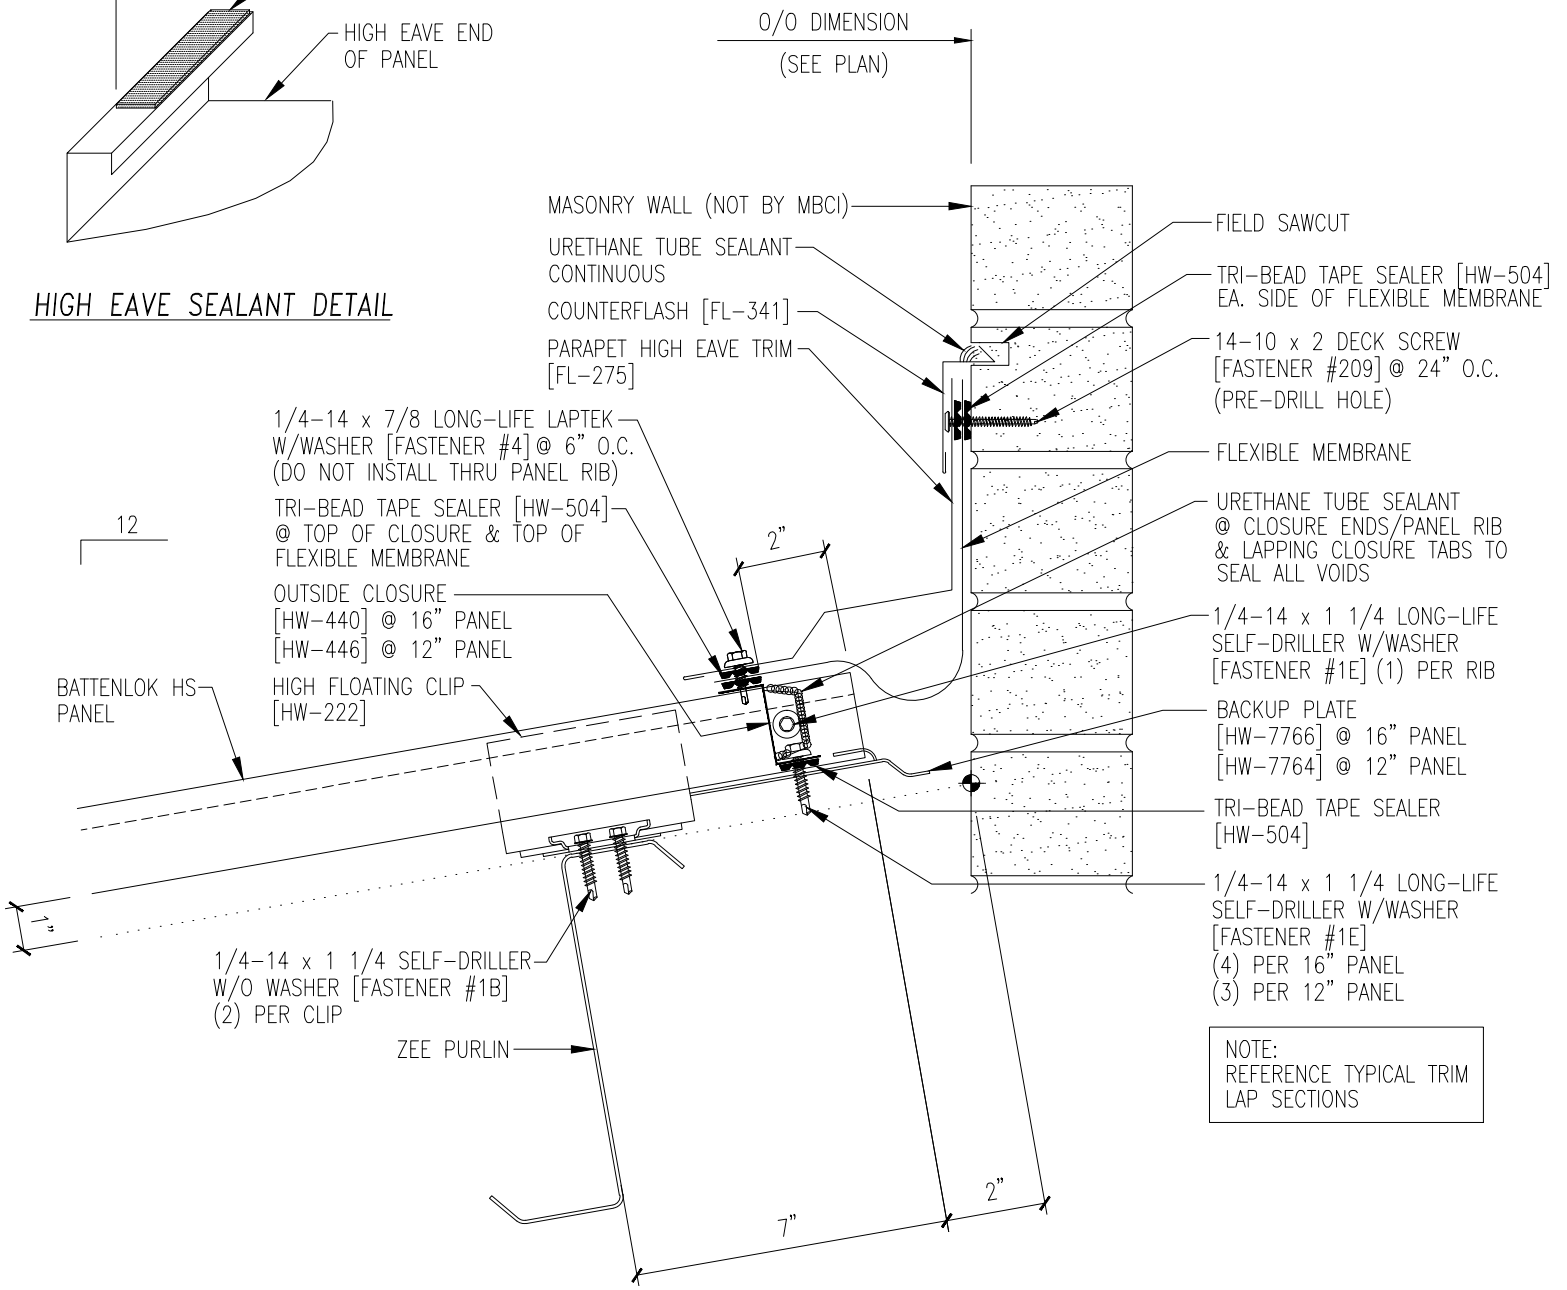 HIGH EAVE END
OF PANEL
HIGH EAVE SEALANT DETAIL
O/O DIMENSION
(SEE PLAN)
MASONRY WALL (NOT BY MBCI)
URETHANE TUBE SEALANT
CONTINUOUS
COUNTERFLASH [FL-341]
PARAPET HIGH EAVE TRIM
[FL-275]
1/4-14 x 7/8 LONG-LIFE LAPTEK
W/WASHER [FASTENER #4] @ 6" O.C.
(DO NOT INSTALL THRU PANEL RIB)
TRI-BEAD TAPE SEALER [HW-504]
@ TOP OF CLOSURE & TOP OF
FLEXIBLE MEMBRANE
OUTSIDE CLOSURE
[HW-440] @ 16" PANEL
[HW-446] @ 12" PANEL
HIGH FLOATING CLIP
[HW-222]
12
BATTENLOK HS
PANEL
1"
2"
1/4-14 x 1 1/4 SELF-DRILLER
W/O WASHER [FASTENER #1B]
(2) PER CLIP
ZEE PURLIN
7"
2"
FIELD SAWCUT
TRI-BEAD TAPE SEALER [HW-504]
EA. SIDE OF FLEXIBLE MEMBRANE
14-10 x 2 DECK SCREW
[FASTENER #209] @ 24" O.C.
(PRE-DRILL HOLE)
FLEXIBLE MEMBRANE
URETHANE TUBE SEALANT
@ CLOSURE ENDS/PANEL RIB
& LAPPING CLOSURE TABS TO
SEAL ALL VOIDS
1/4-14 x 1 1/4 LONG-LIFE
SELF-DRILLER W/WASHER
[FASTENER #1E] (1) PER RIB
BACKUP PLATE
[HW-7766] @ 16" PANEL
[HW-7764] @ 12" PANEL
TRI-BEAD TAPE SEALER
[HW-504]
1/4-14 x 1 1/4 LONG-LIFE
SELF-DRILLER W/WASHER
[FASTENER #1E]
(4) PER 16" PANEL
(3) PER 12" PANEL
NOTE:
REFERENCE TYPICAL TRIM
LAP SECTIONS